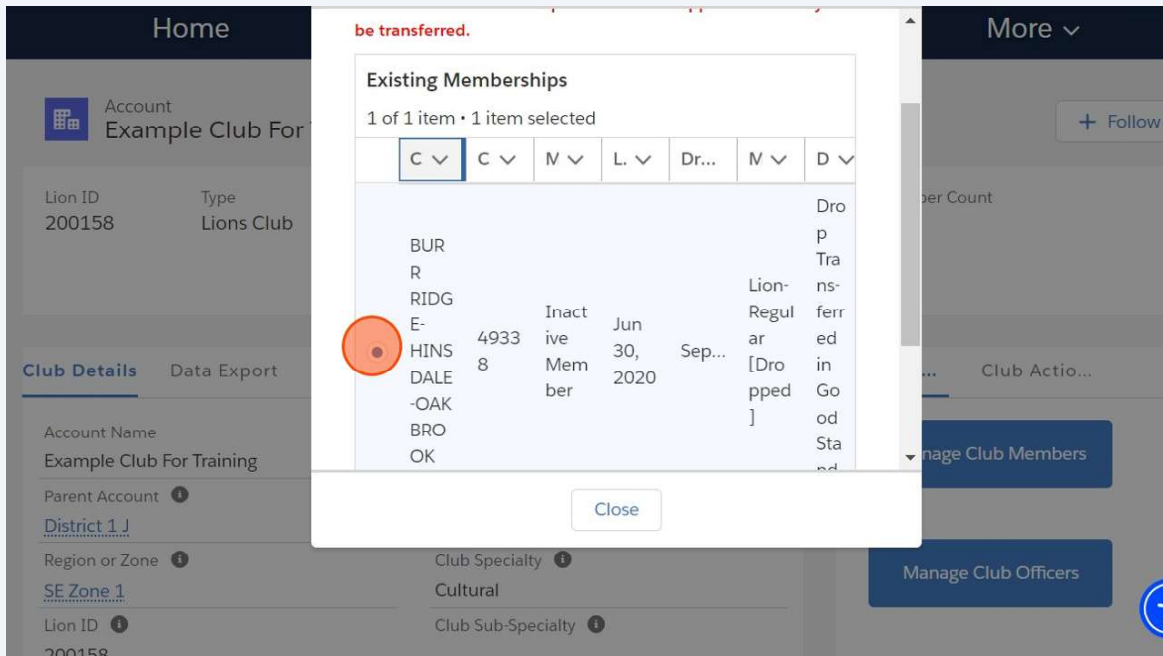 Home
More
be transferred.
Existing Memberships
1 of 1 item • 1 item selected
Account
Example Club For
+ Follow
C
C
M
L.
Dr...
M
D
Lion ID
200158
Type
Lions Club
Count
BUR
R
RIDG
E-
HINS
DALE
-OAK
BRO
OK
4933
8
Inact
ive
Mem
ber
Jun
30,
2020
Sep...
Lion-
Regul
ar
[Dro
pped
]
Dro
p
Tra
ns-
ferr
ed
in
Go
od
Sta
Club Details
Data Export
...
Club Actio...
Account Name
Example Club For Training
Parent Account
District 1 J
Region or Zone
SE Zone 1
Lion ID
200158
Close
Club Specialty
Cultural
Club Sub-Specialty
nage Club Members
Manage Club Officers